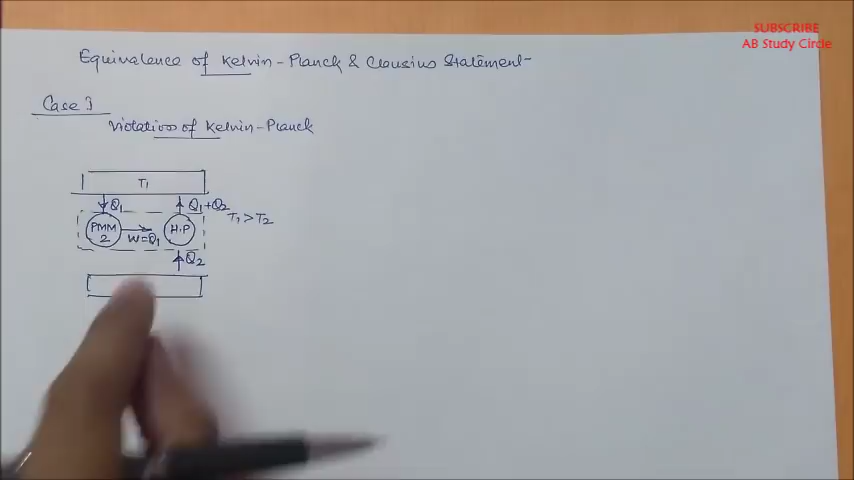 SUBSCRIBE
AB Study Circle
Equivalence of Kelvin-Planck & Clausius Statement-
Case I
Violation of Kelvin-Planck
T1
Q1
Q1+Q2
T1 > T2
PMM
2
W=Q1
H.P
Q2